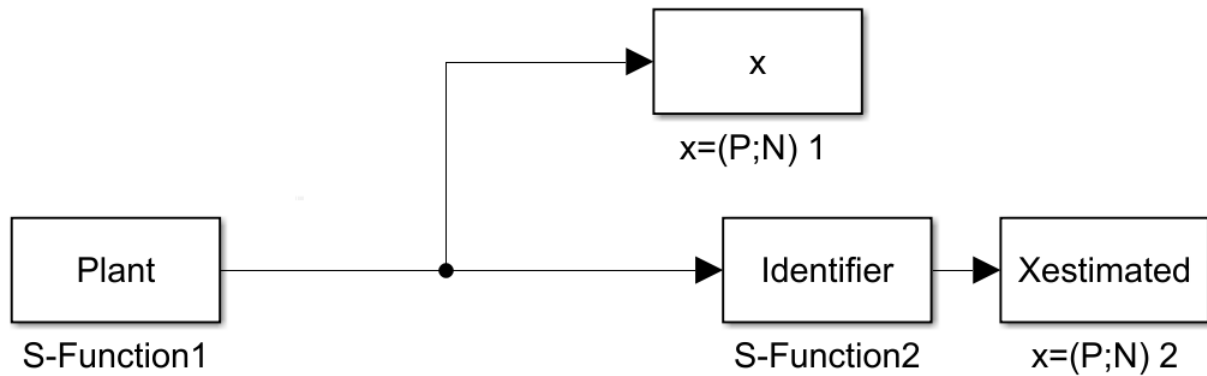 x
x=(P;N) 1
Plant
Identifier
Xestimated
S-Function1
S-Function2
x=(P;N) 2